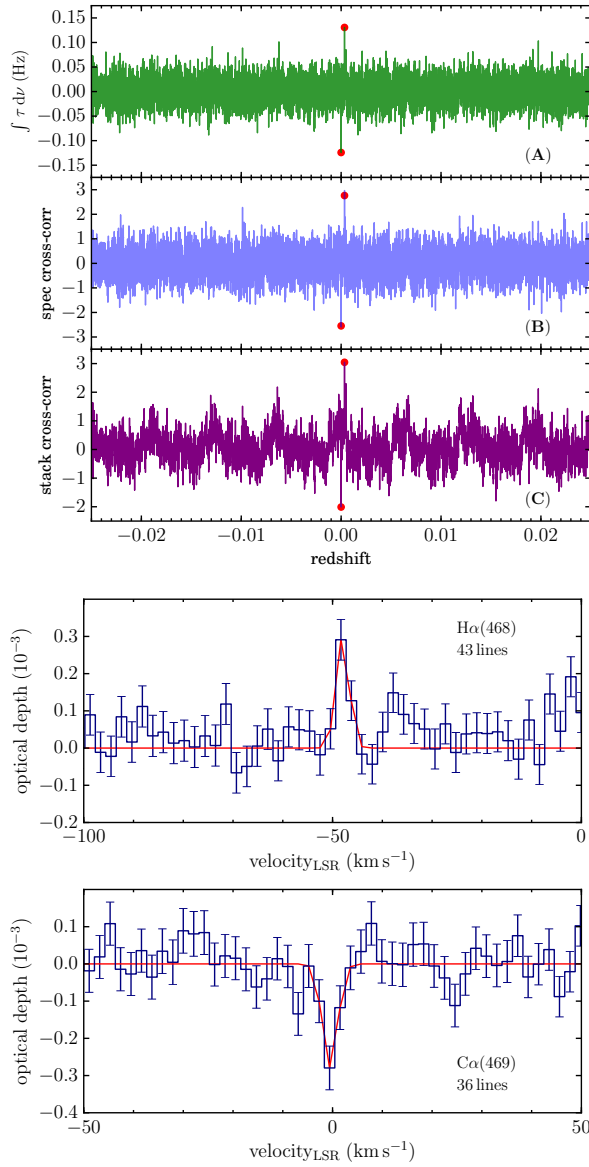 0.15
0.10
0.05
0.00
−0.05
−0.10
−0.15
∫ τ dν (Hz)
(A)
3
2
1
0
−1
−2
−3
spec cross-corr
(B)
3
2
1
0
−1
−2
stack cross-corr
(C)
−0.02 −0.01 0.00 0.01 0.02
redshift
0.3
0.2
0.1
0.0
−0.1
−0.2
optical depth (10⁻³)
Hα(468)
43 lines
−100 −50 0
velocity_LSR (km s⁻¹)
0.1
0.0
−0.1
−0.2
−0.3
−0.4
optical depth (10⁻³)
Cα(469)
36 lines
−50 0 50
velocity_LSR (km s⁻¹)